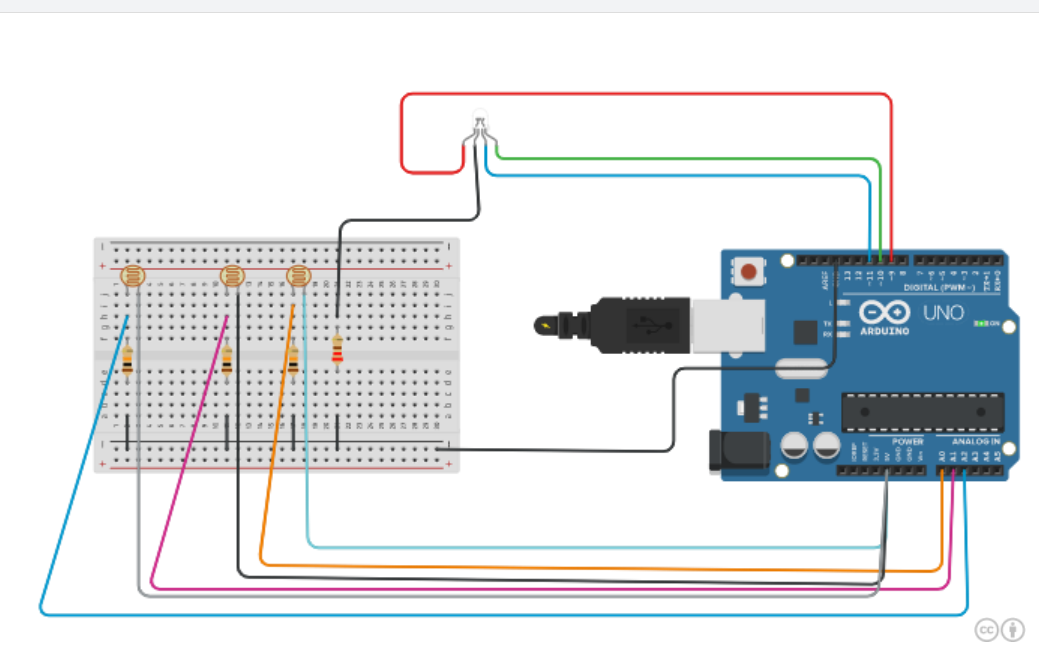 AREF
GND
13
12
~11
~10
~9
8
7
~6
~5
4
~3
2
TX→1
RX←0
DIGITAL (PWM~)
L
TX
RX
ARDUINO
UNO
ON
POWER
ANALOG IN
IOREF
RESET
3.3V
5V
GND
GND
Vin
A0
A1
A2
A3
A4
A5
a b c d e
f g h i j
cc